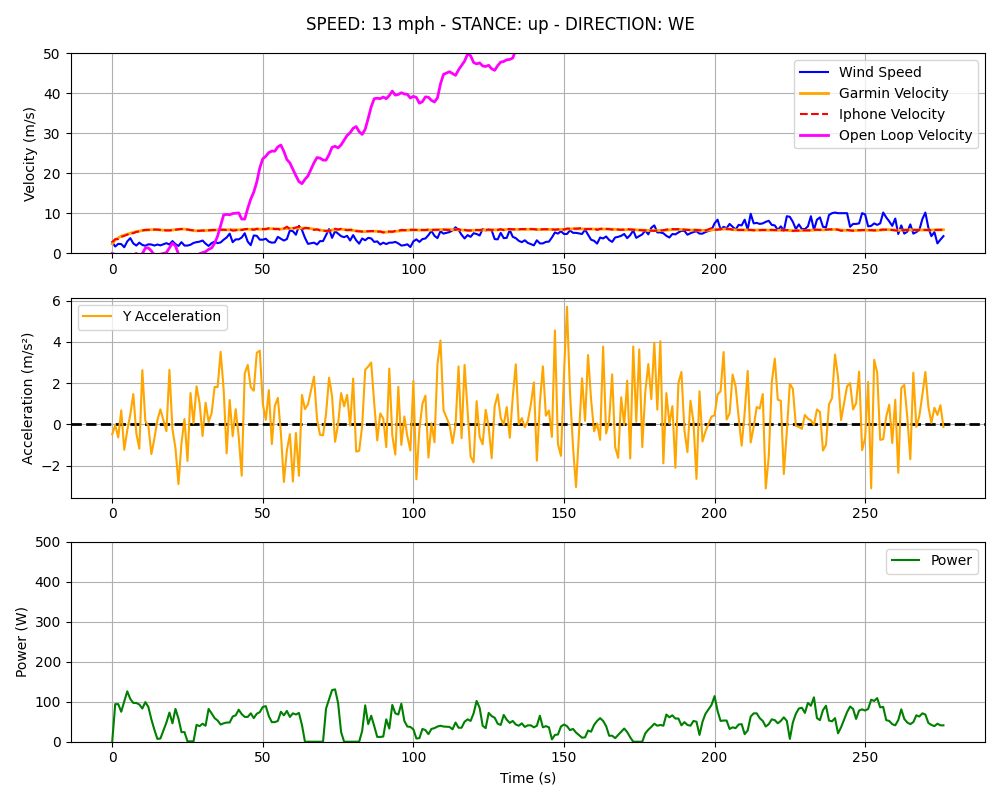 SPEED: 13 mph - STANCE: up - DIRECTION: WE
Velocity (m/s)
50
40
30
20
10
0
Wind Speed
Garmin Velocity
Iphone Velocity
Open Loop Velocity
0 50 100 150 200 250
Acceleration (m/s²)
6
4
2
0
−2
Y Acceleration
0 50 100 150 200 250
Power (W)
500
400
300
200
100
0
Power
0 50 100 150 200 250
Time (s)